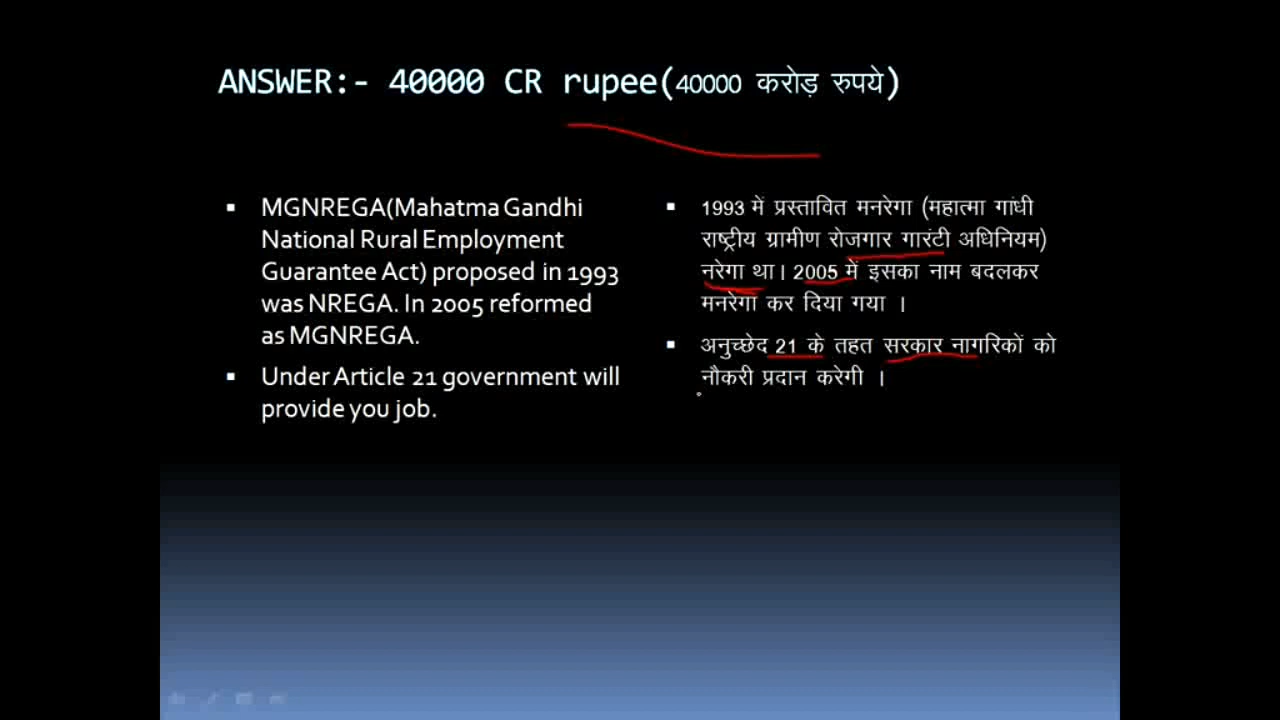 ANSWER:- 40000 CR rupee(40000 करोड़ रुपये)
MGNREGA(Mahatma Gandhi
National Rural Employment
Guarantee Act) proposed in 1993
was NREGA. In 2005 reformed
as MGNREGA.
Under Article 21 government will
provide you job.
1993 में प्रस्तावित मनरेगा (महात्मा गांधी
राष्ट्रीय ग्रामीण रोजगार गारंटी अधिनियम)
नरेगा था। 2005 में इसका नाम बदलकर
मनरेगा कर दिया गया ।
अनुच्छेद 21 के तहत सरकार नागरिकों को
नौकरी प्रदान करेगी ।